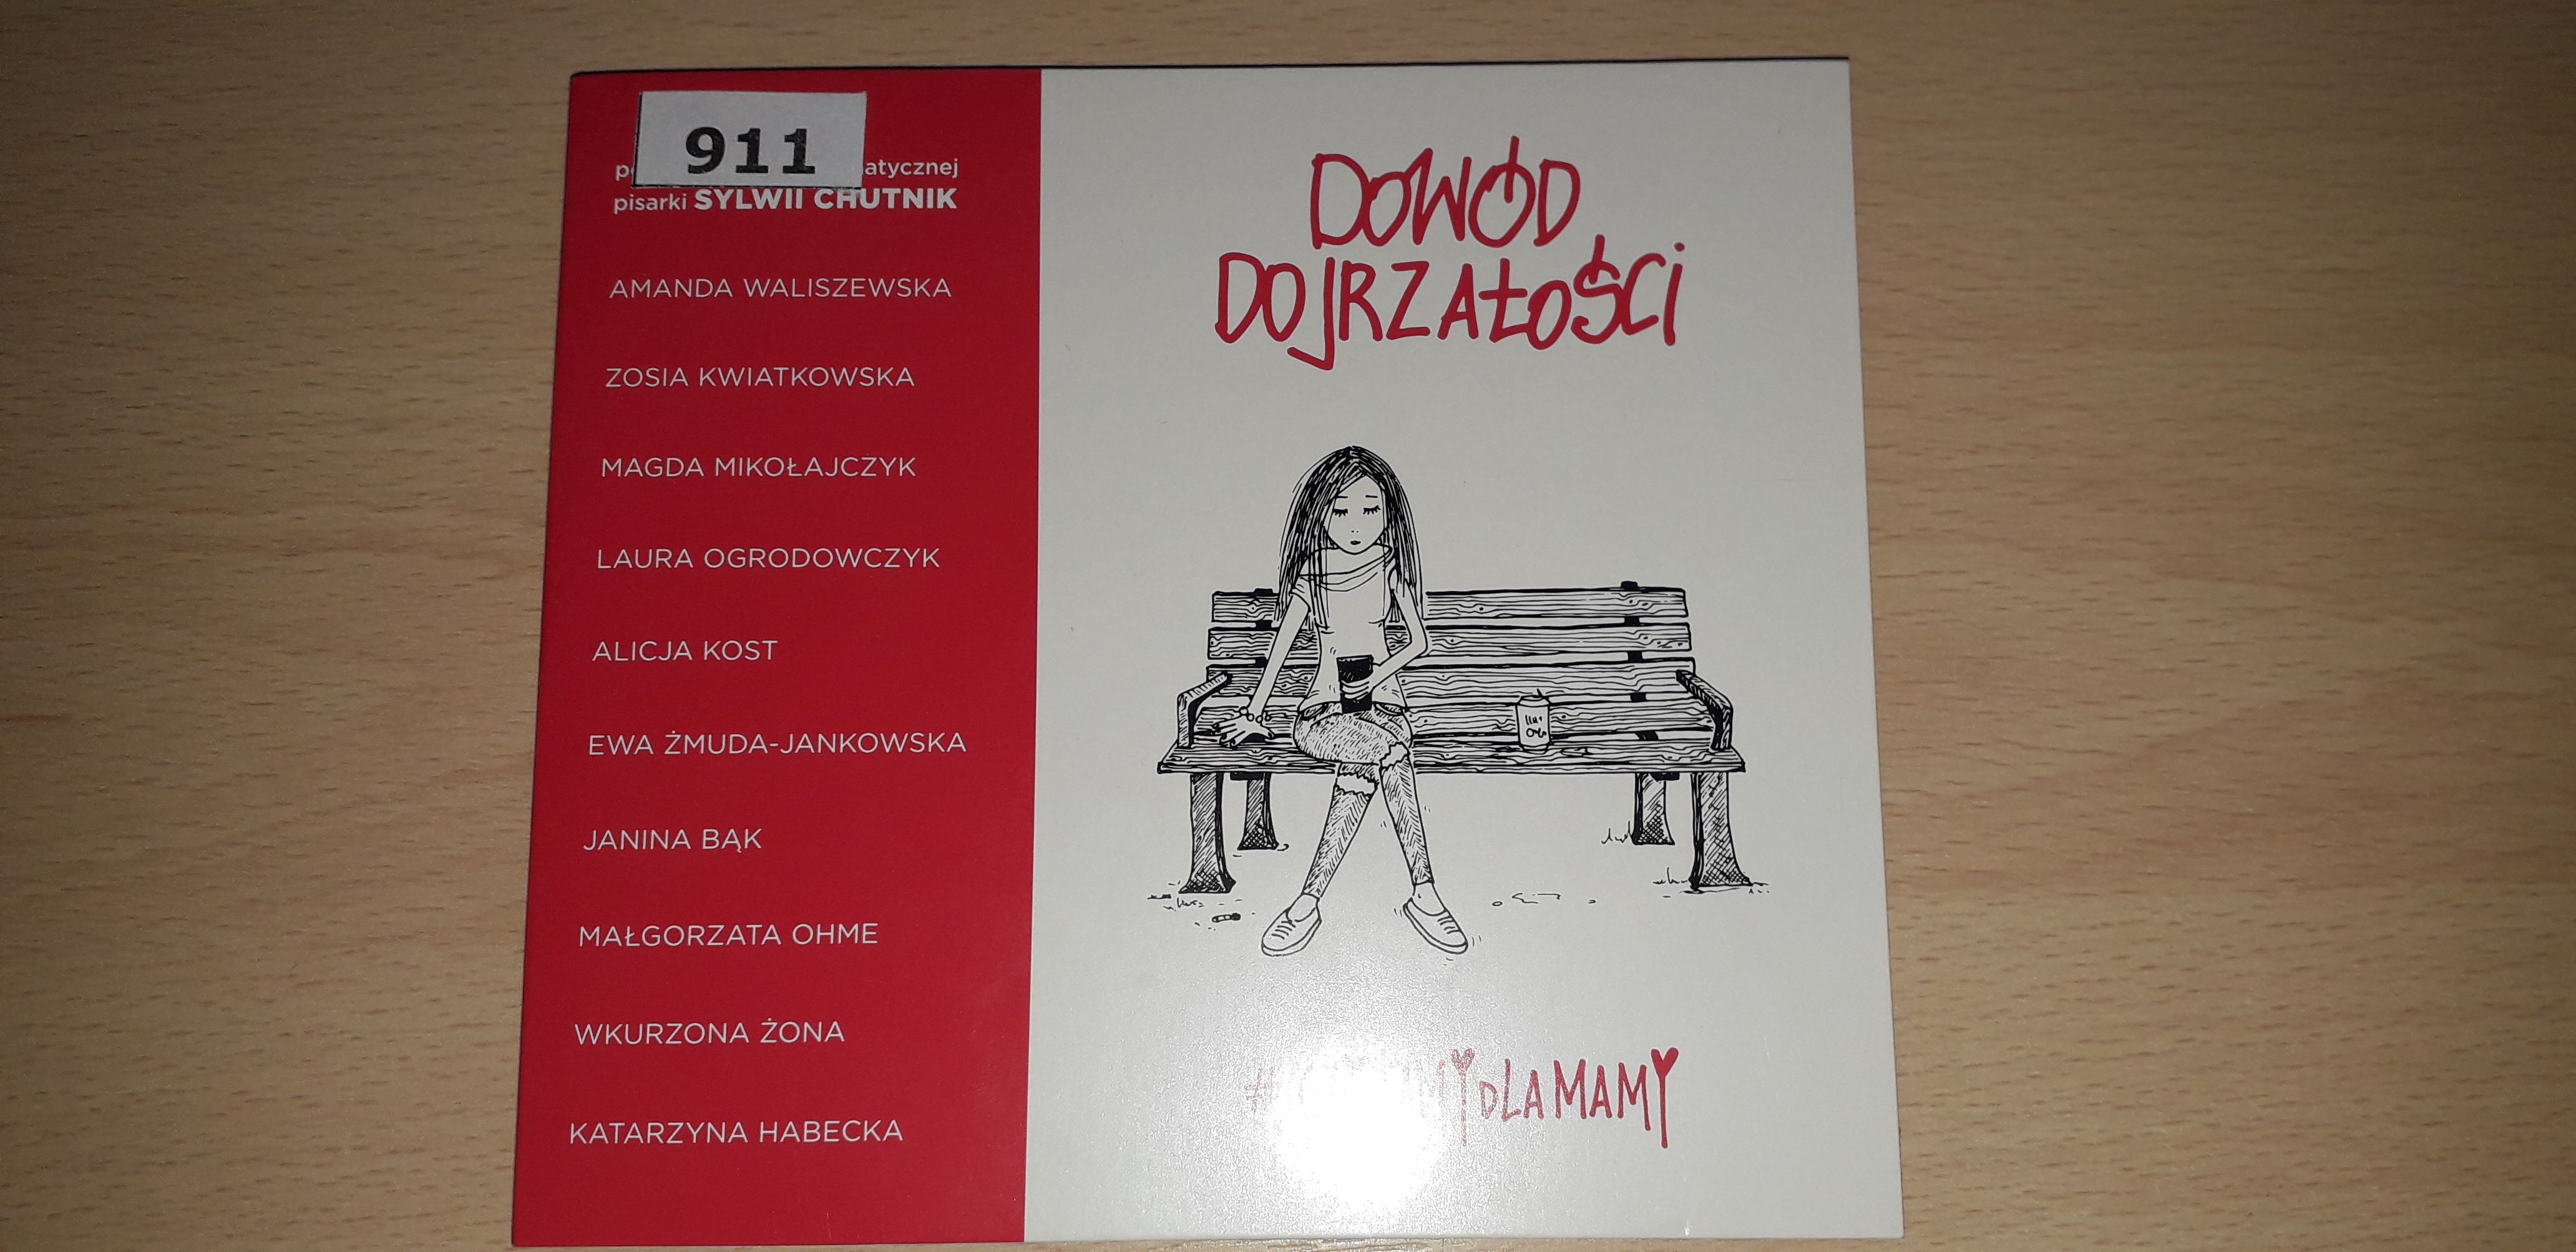 911
atycznej
pisarki SYLWII CHUTNIK
AMANDA WALISZEWSKA
ZOSIA KWIATKOWSKA
MAGDA MIKOŁAJCZYK
LAURA OGRODOWCZYK
ALICJA KOST
EWA ŻMUDA-JANKOWSKA
JANINA BĄK
MAŁGORZATA OHME
WKURZONA ŻONA
KATARZYNA HABECKA
DOWÓD
DOJRZAŁOŚCI
DLA MAMY